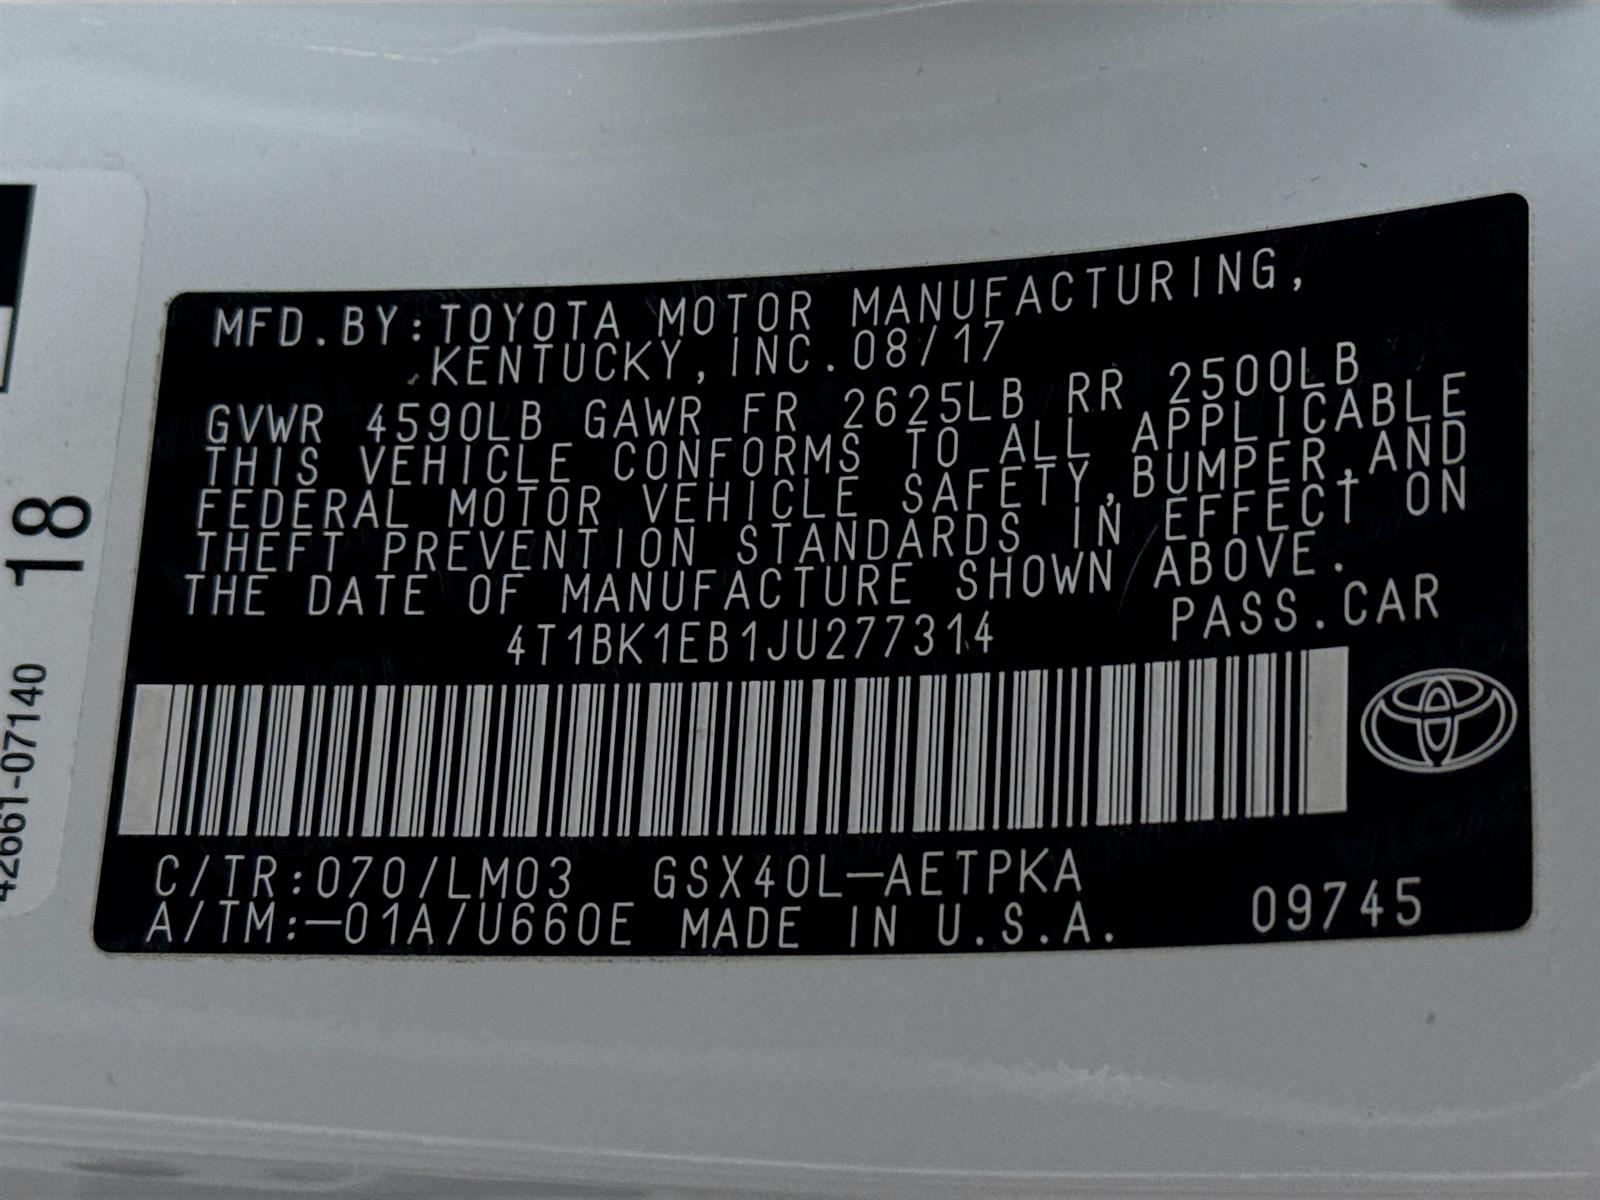 MFD.BY:TOYOTA MOTOR MANUFACTURING,
KENTUCKY,INC.08/17
GVWR 4590LB GAWR FR 2625LB RR 2500LB
THIS VEHICLE CONFORMS TO ALL APPLICABLE
FEDERAL MOTOR VEHICLE SAFETY,BUMPER,AND
THEFT PREVENTION STANDARDS IN EFFECT ON
THE DATE OF MANUFACTURE SHOWN ABOVE.
4T1BK1EB1JU277314 PASS.CAR
C/TR:070/LM03 GSX40L-AETPKA
A/TM:-01A/U660E MADE IN U.S.A. 09745
18
42661-07140